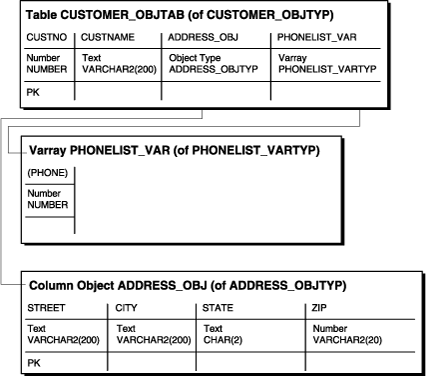 Table CUSTOMER_OBJTAB (of CUSTOMER_OBJTYP)
CUSTNO CUSTNAME ADDRESS_OBJ PHONELIST_VAR
Number Text Object Type Varray
NUMBER VARCHAR2(200) ADDRESS_OBJTYP PHONELIST_VARTYP
PK
Varray PHONELIST_VAR (of PHONELIST_VARTYP)
(PHONE)
Number
NUMBER
Column Object ADDRESS_OBJ (of ADDRESS_OBJTYP)
STREET CITY STATE ZIP
Text Text Text Number
VARCHAR2(200) VARCHAR2(200) CHAR(2) VARCHAR2(20)
PK